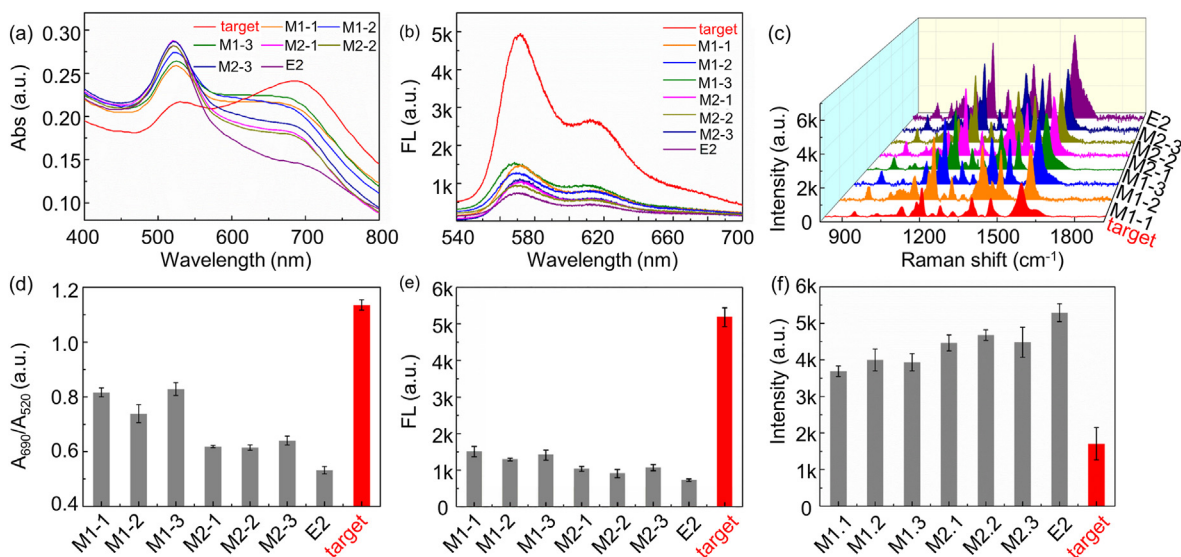 (a)
target M1-1 M1-2
M1-3 M2-1 M2-2
M2-3 E2
0.30
0.25
0.20
0.15
0.10
Abs (a.u.)
400 500 600 700 800
Wavelength (nm)
(b)
target
M1-1
M1-2
M1-3
M2-1
M2-2
M2-3
E2
6k
5k
4k
3k
2k
1k
FL (a.u.)
540 580 620 660 700
Wavelength (nm)
(c)
6k
4k
2k
0
Intensity (a.u.)
900 1200 1500 1800
Raman shift (cm⁻¹)
E2
M2-3
M2-2
M2-1
M1-3
M1-2
M1-1
target
(d)
1.2
1.0
0.8
0.6
0.4
A₆₉₀/A₅₂₀ (a.u.)
M1-1 M1-2 M1-3 M2-1 M2-2 M2-3 E2 target
(e)
6k
5k
4k
3k
2k
1k
0
FL (a.u.)
M1-1 M1-2 M1-3 M2-1 M2-2 M2-3 E2 target
(f)
6k
5k
4k
3k
2k
1k
0
Intensity (a.u.)
M1.1 M1.2 M1.3 M2.1 M2.2 M2.3 E2 target